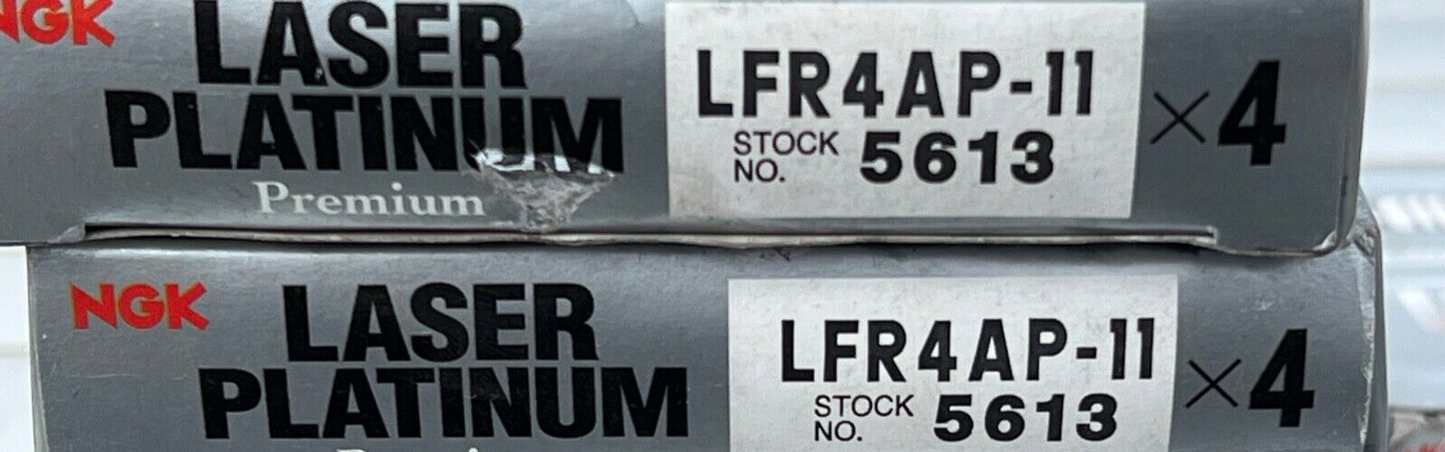 NGK
LASER
PLATINUM
Premium
LFR4AP-11
STOCK
NO. 5613
×4
NGK
LASER
PLATINUM
LFR4AP-11
STOCK
NO. 5613
×4